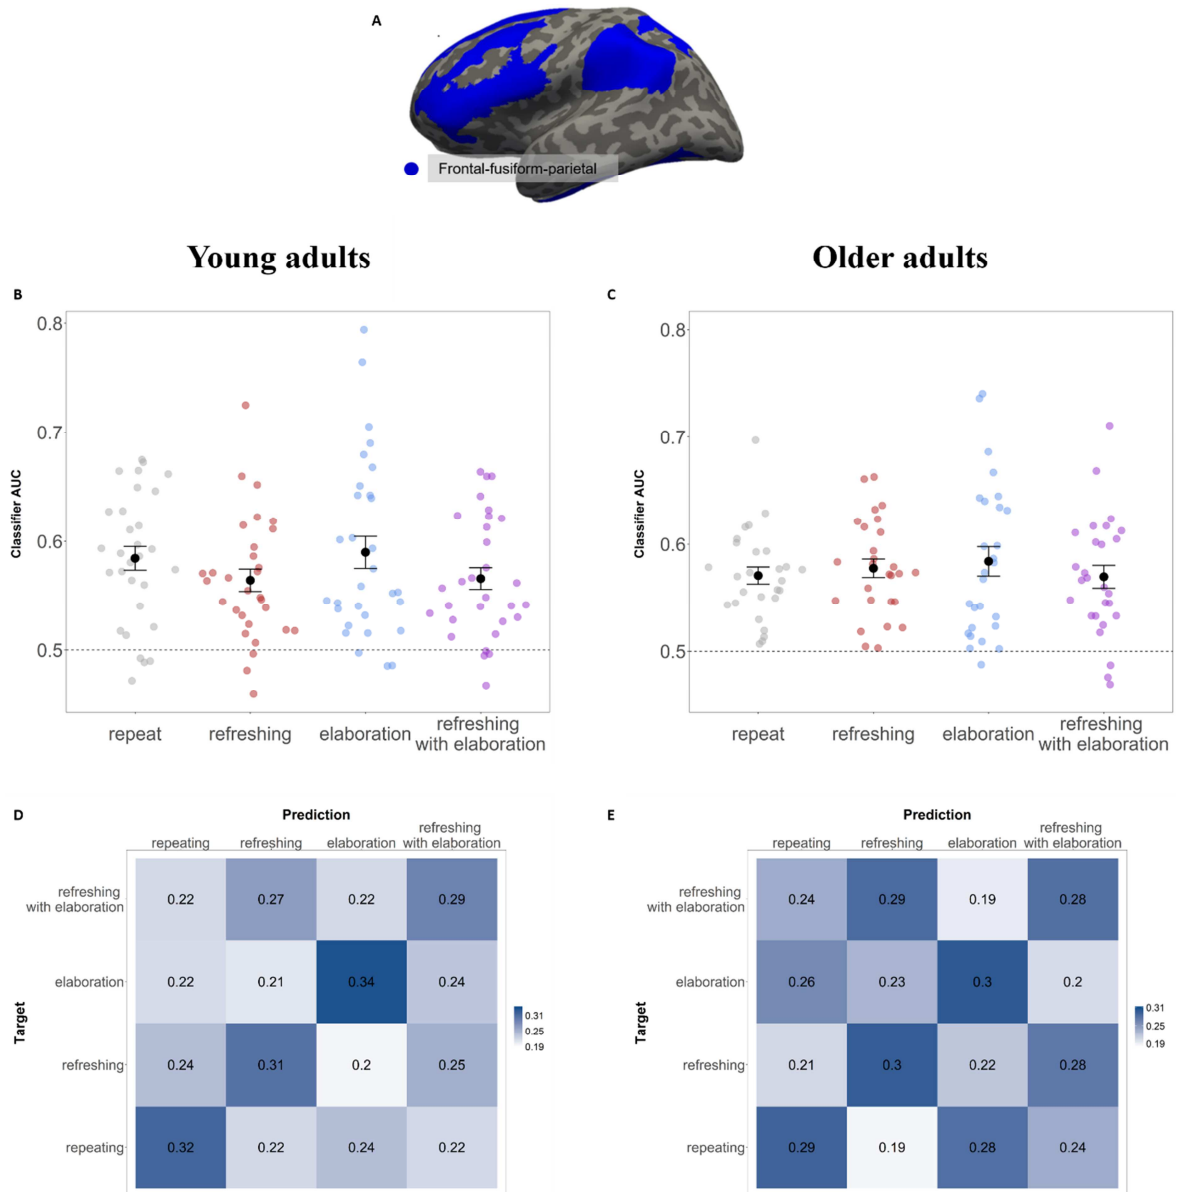 A
Frontal-fusiform-parietal
Young adults
Older adults
B
C
Classifier AUC
0.8
0.7
0.6
0.5
repeat
refreshing
elaboration
refreshing
with elaboration
Classifier AUC
0.8
0.7
0.6
0.5
repeat
refreshing
elaboration
refreshing
with elaboration
D
Prediction
repeating
refreshing
elaboration
refreshing
with elaboration
Target
refreshing
with elaboration
0.22 0.27 0.22 0.29
elaboration
0.22 0.21 0.34 0.24
refreshing
0.24 0.31 0.2 0.25
repeating
0.32 0.22 0.24 0.22
0.31
0.25
0.19
E
Prediction
repeating
refreshing
elaboration
refreshing
with elaboration
Target
refreshing
with elaboration
0.24 0.29 0.19 0.28
elaboration
0.26 0.23 0.3 0.2
refreshing
0.21 0.3 0.22 0.28
repeating
0.29 0.19 0.28 0.24
0.31
0.25
0.19